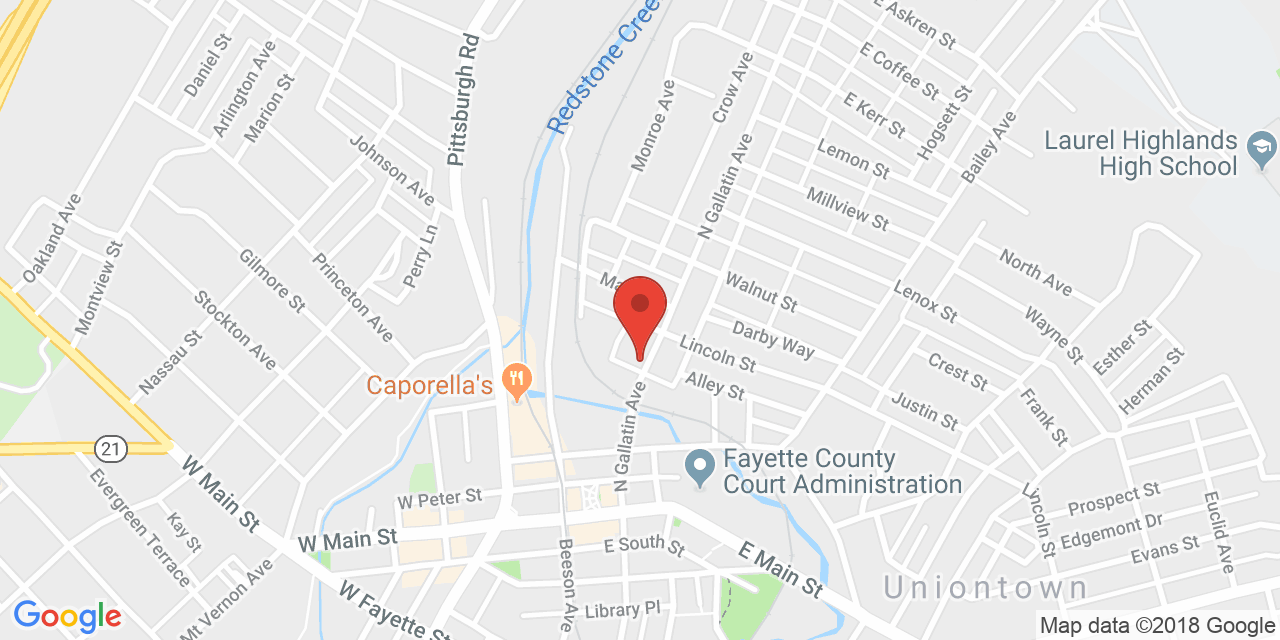 E Askren St
Daniel St
Arlington Ave
Marion St
Pittsburgh Rd
Redstone Cree
Monroe Ave
Crow Ave
E Coffee St
E Kerr St
Hogsett St
Bailey Ave
Laurel Highlands
High School
Johnson Ave
Perry Ln
N Gallatin Ave
Lemon St
Millview St
Oakland Ave
Montview St
Gilmore St
Princeton Ave
Stockton Ave
Nassau St
Ma
Walnut St
North Ave
Lenox St
Wayne St
Darby Way
Lincoln St
Alley St
Crest St
Esther St
Herman St
Frank St
Justin St
Caporella's
21
N Gallatin Ave
Fayette County
Court Administration
W Main St
Evergreen Terrace
Kay St
Mt Vernon Ave
W Peter St
W Main St
W Fayette St
Beeson Ave
E South St
Library Pl
E Main St
Lincoln St
Prospect St
Edgemont Dr
Evans St
Euclid Ave
Uniontown
Google
Map data ©2018 Google